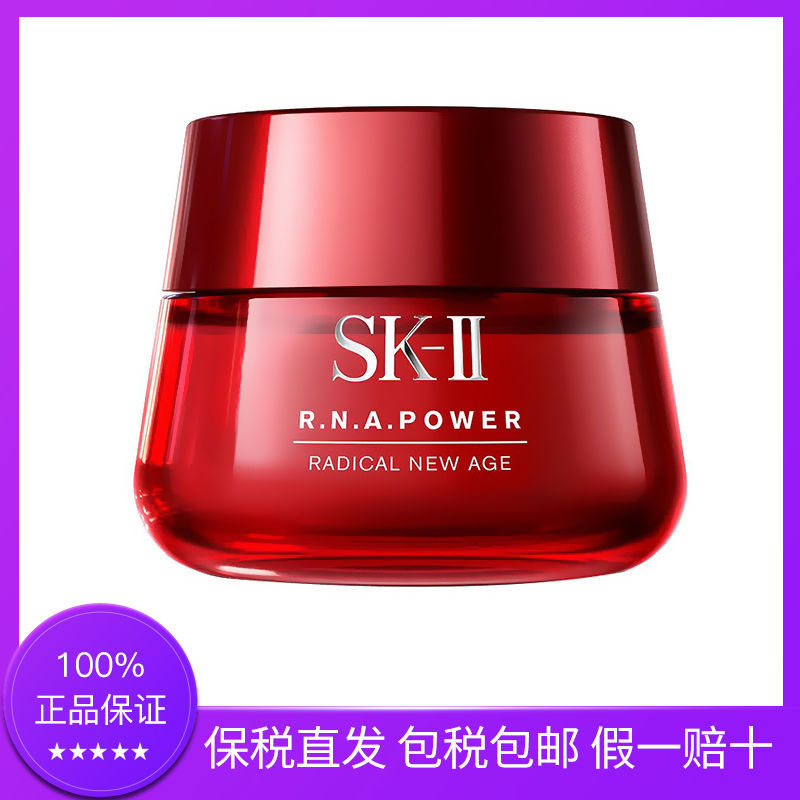 SK-II
R.N.A.POWER
RADICAL NEW AGE
100%
正品保证
★★★★★
保税直发 包税包邮 假一赔十